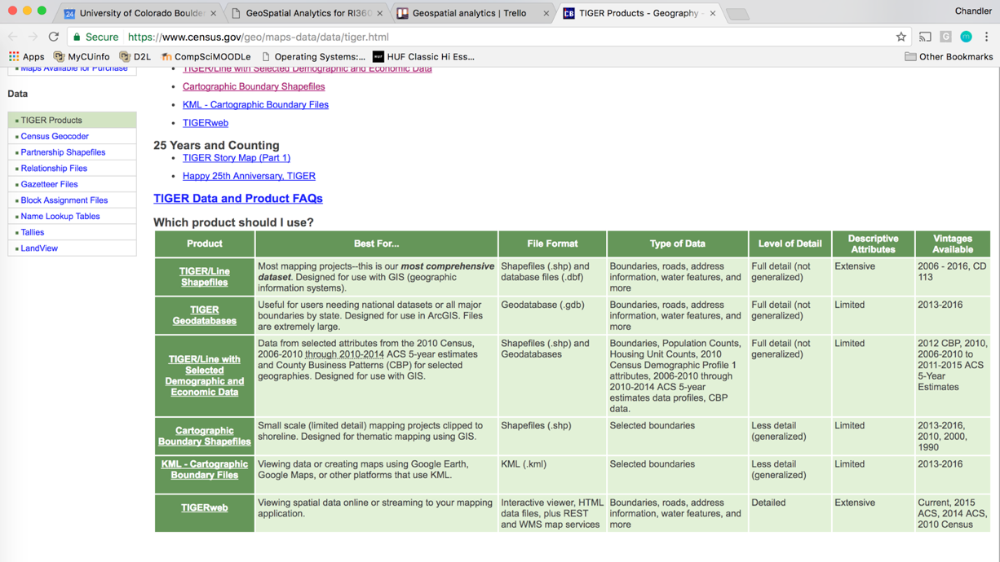 University of Colorado Boulder
GeoSpatial Analytics for RI360
Geospatial analytics | Trello
TIGER Products - Geography -
Chandler
Secure https://www.census.gov/geo/maps-data/data/tiger.html
Apps MyCUinfo D2L CompSciMOODLe Operating Systems:... HUF Classic Hi Ess... Other Bookmarks
Maps Available for Purchase
Data
TIGER Products
Census Geocoder
Partnership Shapefiles
Relationship Files
Gazetteer Files
Block Assignment Files
Name Lookup Tables
Tallies
LandView
TIGER/Line with Selected Demographic and Economic Data
Cartographic Boundary Shapefiles
KML - Cartographic Boundary Files
TIGERweb
25 Years and Counting
TIGER Story Map (Part 1)
Happy 25th Anniversary, TIGER
TIGER Data and Product FAQs
Which product should I use?
Product
Best For...
File Format
Type of Data
Level of Detail
Descriptive
Attributes
Vintages
Available
TIGER/Line
Shapefiles
Most mapping projects--this is our most comprehensive
dataset. Designed for use with GIS (geographic
information systems).
Shapefiles (.shp) and
database files (.dbf)
Boundaries, roads, address
information, water features, and
more
Full detail (not
generalized)
Extensive
2006 - 2016, CD
113
TIGER
Geodatabases
Useful for users needing national datasets or all major
boundaries by state. Designed for use in ArcGIS. Files
are extremely large.
Geodatabase (.gdb)
Boundaries, roads, address
information, water features, and
more
Full detail (not
generalized)
Limited
2013-2016
TIGER/Line with
Selected
Demographic and
Economic Data
Data from selected attributes from the 2010 Census,
2006-2010 through 2010-2014 ACS 5-year estimates
and County Business Patterns (CBP) for selected
geographies. Designed for use with GIS.
Shapefiles (.shp) and
Geodatabases
Boundaries, Population Counts,
Housing Unit Counts, 2010
Census Demographic Profile 1
attributes, 2006-2010 through
2010-2014 ACS 5-year
estimates data profiles, CBP
data.
Full detail (not
generalized)
Limited
2012 CBP, 2010,
2006-2010 to
2011-2015 ACS
5-Year
Estimates
Cartographic
Boundary Shapefiles
Small scale (limited detail) mapping projects clipped to
shoreline. Designed for thematic mapping using GIS.
Shapefiles (.shp)
Selected boundaries
Less detail
(generalized)
Limited
2013-2016,
2010, 2000,
1990
KML - Cartographic
Boundary Files
Viewing data or creating maps using Google Earth,
Google Maps, or other platforms that use KML.
KML (.kml)
Selected boundaries
Less detail
(generalized)
Limited
2013-2016
TIGERweb
Viewing spatial data online or streaming to your mapping
application.
Interactive viewer, HTML
data files, plus REST
and WMS map services
Boundaries, roads, address
information, water features, and
more
Detailed
Extensive
Current, 2015
ACS, 2014 ACS,
2010 Census